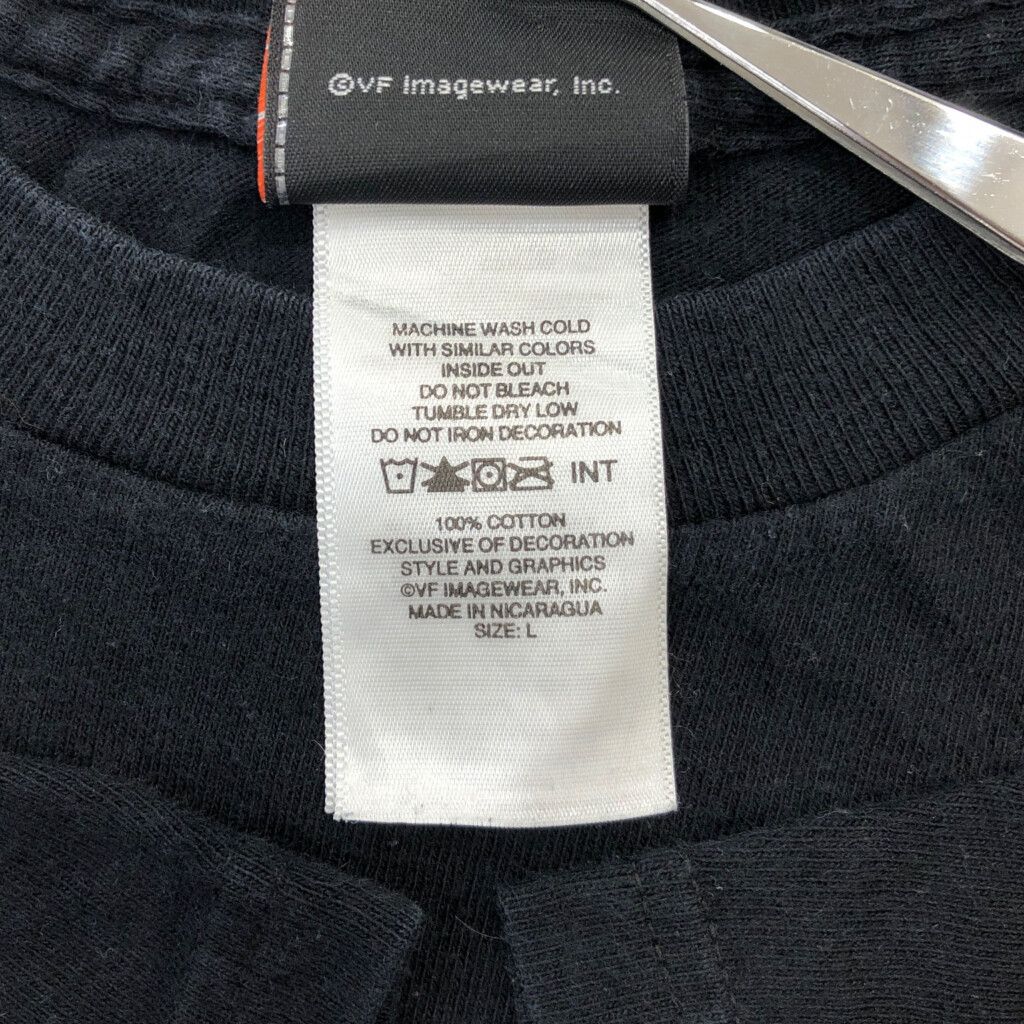 ©VF Imagewear, Inc.
MACHINE WASH COLD
WITH SIMILAR COLORS
INSIDE OUT
DO NOT BLEACH
TUMBLE DRY LOW
DO NOT IRON DECORATION
INT
100% COTTON
EXCLUSIVE OF DECORATION
STYLE AND GRAPHICS
©VF IMAGEWEAR, INC.
MADE IN NICARAGUA
SIZE: L